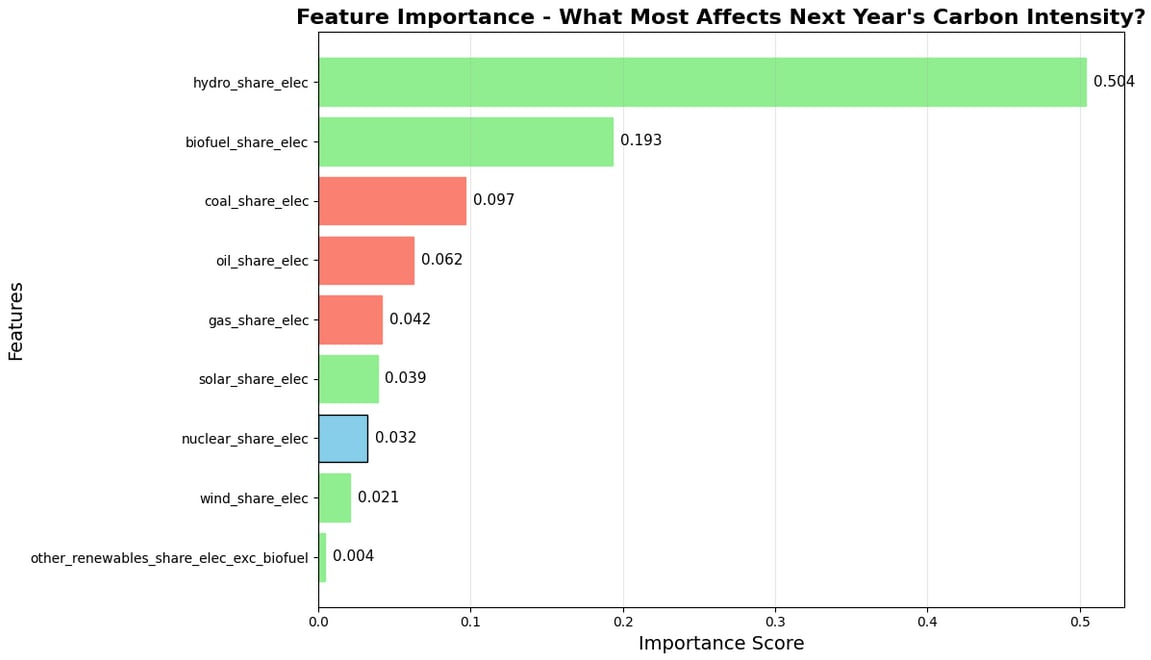 Feature Importance - What Most Affects Next Year's Carbon Intensity?
hydro_share_elec
0.504
biofuel_share_elec
0.193
coal_share_elec
0.097
oil_share_elec
0.062
gas_share_elec
0.042
solar_share_elec
0.039
nuclear_share_elec
0.032
wind_share_elec
0.021
other_renewables_share_elec_exc_biofuel
0.004
Features
0.0 0.1 0.2 0.3 0.4 0.5
Importance Score